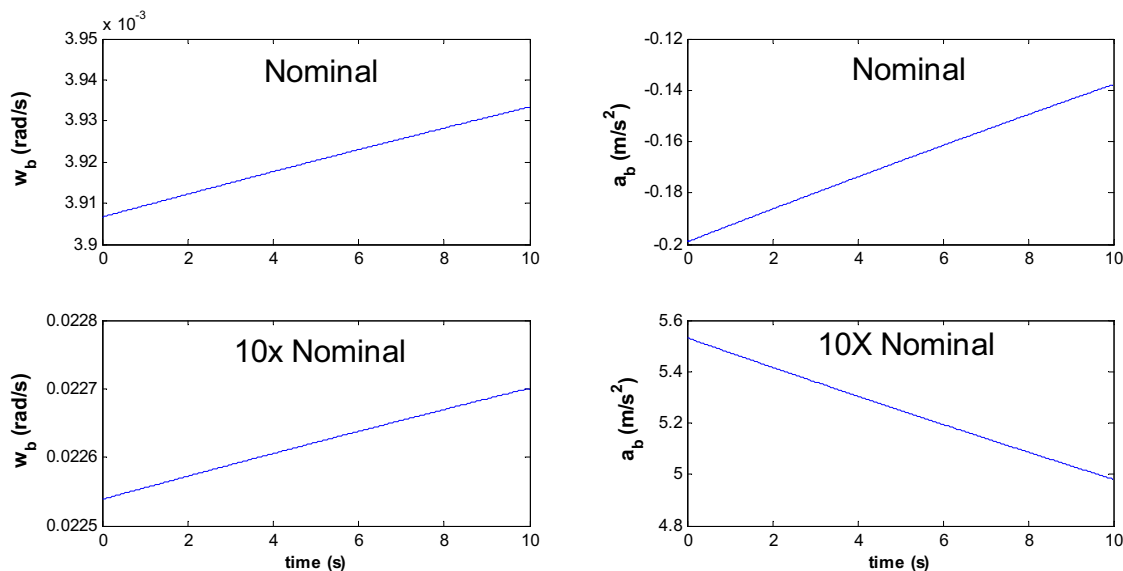 x 10⁻³
3.95
3.94
3.93
3.92
3.91
3.9
w_b (rad/s)
Nominal
0 2 4 6 8 10
-0.12
-0.14
-0.16
-0.18
-0.2
a_b (m/s²)
Nominal
0 2 4 6 8 10
0.0228
0.0227
0.0226
0.0225
w_b (rad/s)
10x Nominal
0 2 4 6 8 10
time (s)
5.6
5.4
5.2
5
4.8
a_b (m/s²)
10X Nominal
0 2 4 6 8 10
time (s)